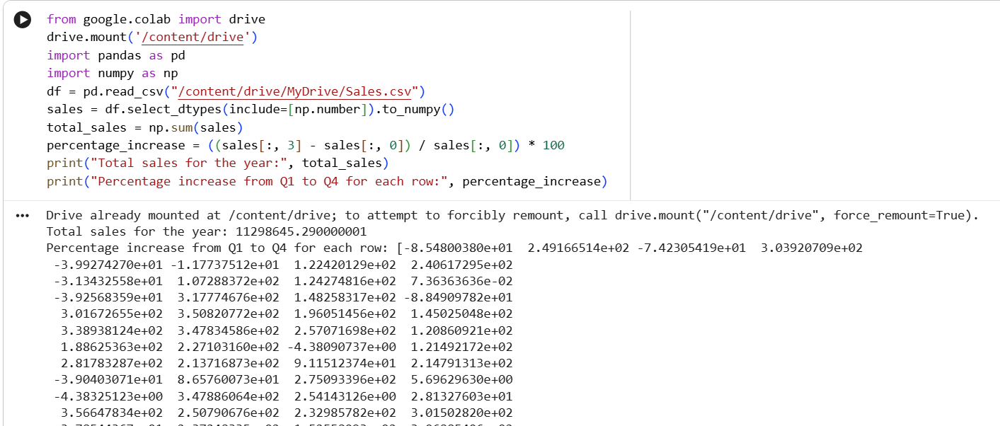 from google.colab import drive
drive.mount('/content/drive')
import pandas as pd
import numpy as np
df = pd.read_csv("/content/drive/MyDrive/Sales.csv")
sales = df.select_dtypes(include=[np.number]).to_numpy()
total_sales = np.sum(sales)
percentage_increase = ((sales[:, 3] - sales[:, 0]) / sales[:, 0]) * 100
print("Total sales for the year:", total_sales)
print("Percentage increase from Q1 to Q4 for each row:", percentage_increase)
Drive already mounted at /content/drive; to attempt to forcibly remount, call drive.mount("/content/drive", force_remount=True).
Total sales for the year: 11298645.290000001
Percentage increase from Q1 to Q4 for each row: [-8.54800380e+01  2.49166514e+02 -7.42305419e+01  3.03920709e+02
-3.99274270e+01 -1.17737512e+01  1.22420129e+02  2.40617295e+02
-3.13432558e+01  1.07288372e+02  1.24274816e+02  7.36363636e-02
-3.92568359e+01  3.17774676e+02  1.48258317e+02 -8.84909782e+01
3.01672655e+02  3.50820772e+02  1.96051456e+02  1.45025048e+02
3.38938124e+02  3.47834586e+02  2.57071698e+02  1.20860921e+02
1.88625363e+02  2.27103160e+02 -4.38090737e+00  1.21492172e+02
2.81783287e+02  2.13716873e+02  9.11512374e+01  2.14791313e+02
-3.90403071e+01  8.65760073e+01  2.75093396e+02  5.69629630e+00
-4.38325123e+00  3.47886064e+02  2.54143126e+00  2.81327603e+01
3.56647834e+02  2.50790676e+02  2.32985782e+02  3.01502820e+02